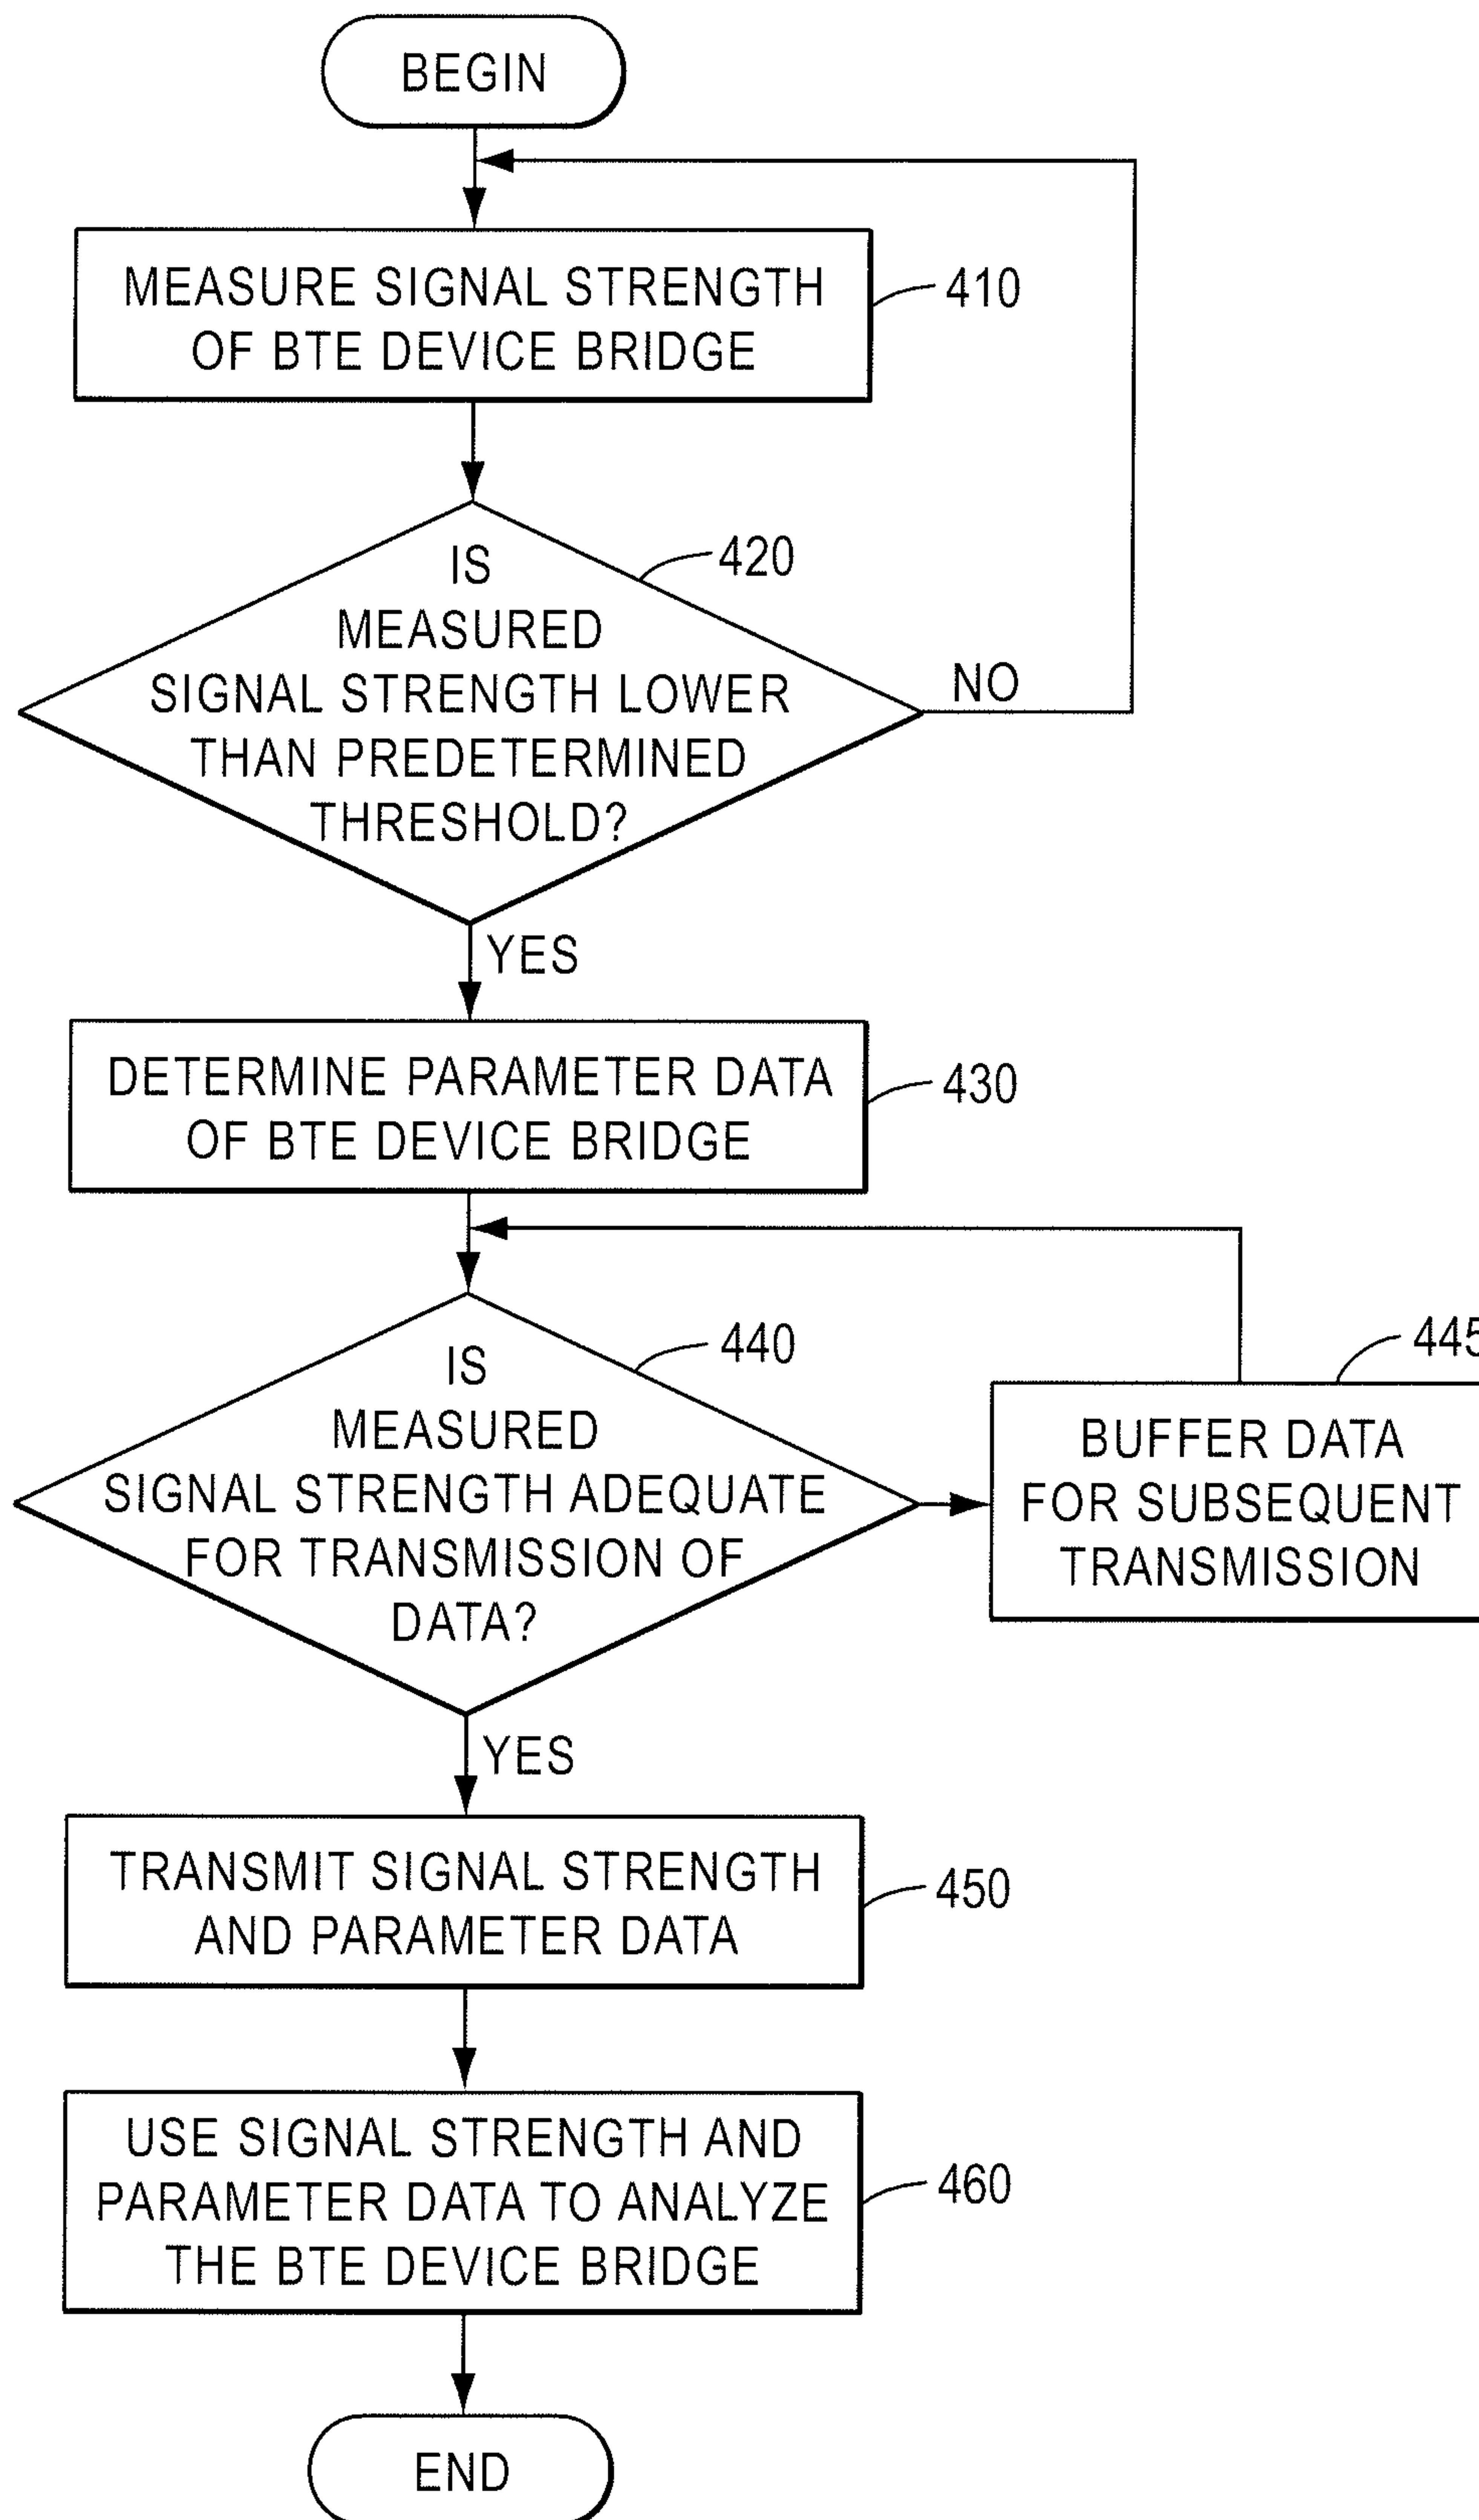 BEGIN
MEASURE SIGNAL STRENGTH
OF BTE DEVICE BRIDGE
410
IS
MEASURED
SIGNAL STRENGTH LOWER
THAN PREDETERMINED
THRESHOLD?
420
NO
YES
DETERMINE PARAMETER DATA
OF BTE DEVICE BRIDGE
430
IS
MEASURED
SIGNAL STRENGTH ADEQUATE
FOR TRANSMISSION OF
DATA?
440
445
BUFFER DATA
FOR SUBSEQUENT
TRANSMISSION
YES
TRANSMIT SIGNAL STRENGTH
AND PARAMETER DATA
450
USE SIGNAL STRENGTH AND
PARAMETER DATA TO ANALYZE
THE BTE DEVICE BRIDGE
460
END